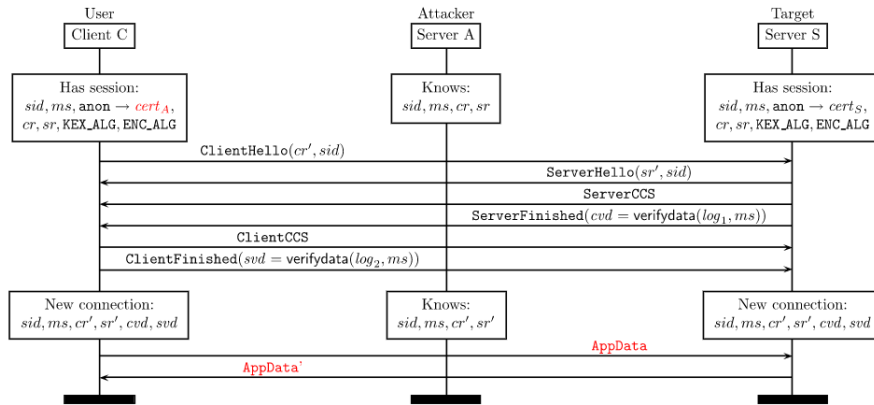 User
Attacker
Target
Client C
Server A
Server S
Has session:
sid, ms, anon → cert_A,
cr, sr, KEX_ALG, ENC_ALG
Knows:
sid, ms, cr, sr
Has session:
sid, ms, anon → cert_S,
cr, sr, KEX_ALG, ENC_ALG
ClientHello(cr′, sid)
ServerHello(sr′, sid)
ServerCCS
ServerFinished(cvd = verifydata(log₁, ms))
ClientCCS
ClientFinished(svd = verifydata(log₂, ms))
New connection:
sid, ms, cr′, sr′, cvd, svd
Knows:
sid, ms, cr′, sr′
New connection:
sid, ms, cr′, sr′, cvd, svd
AppData
AppData'